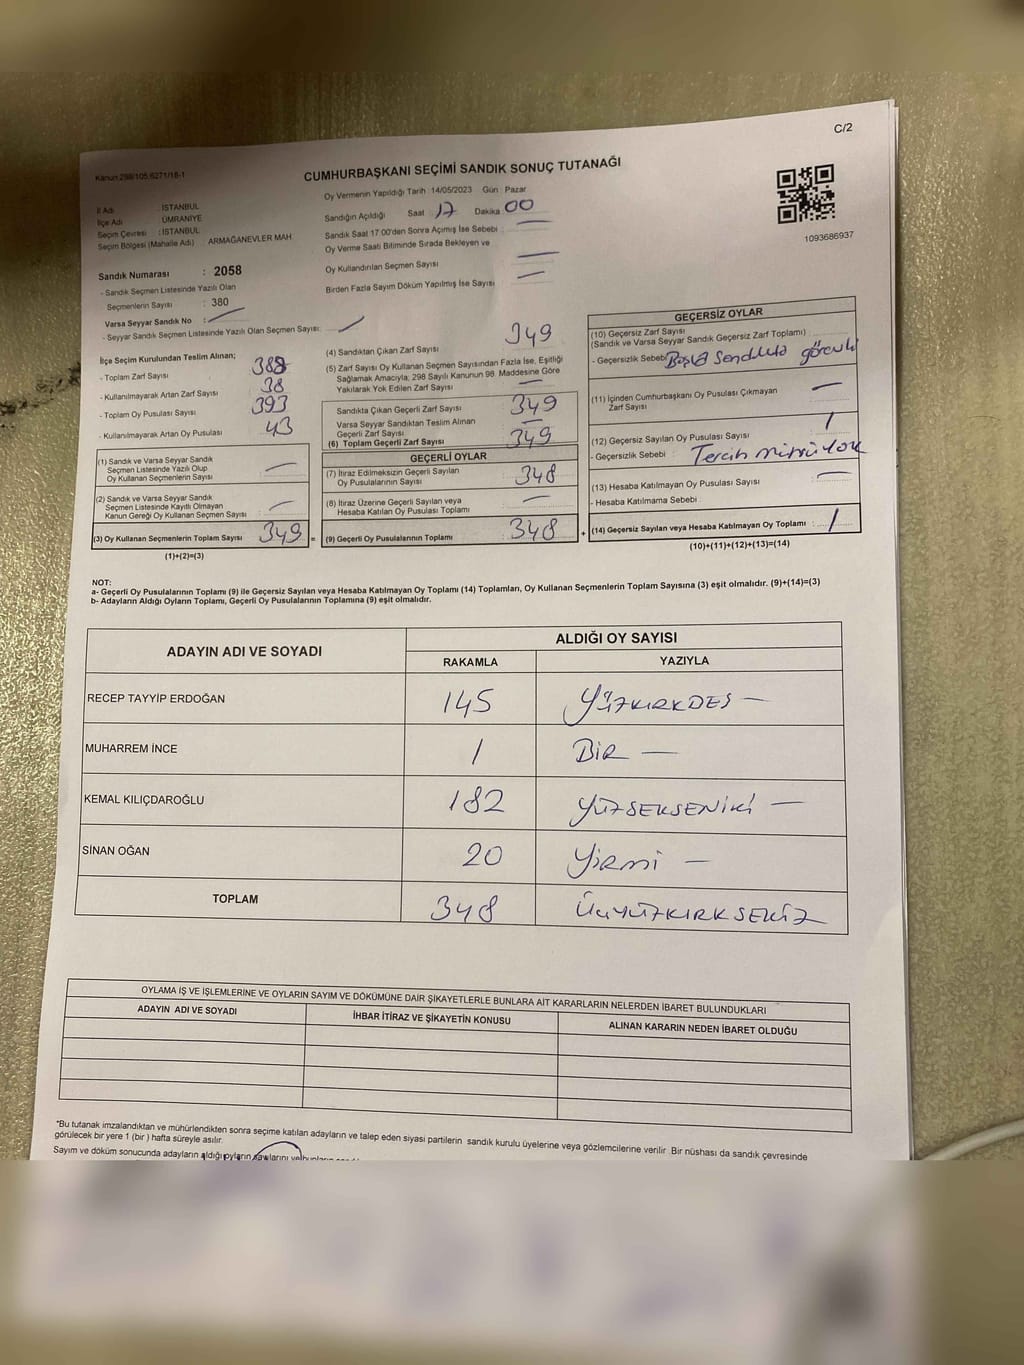 C/2
Kanun:298/105,6271/18-1
CUMHURBAŞKANI SEÇİMİ SANDIK SONUÇ TUTANAĞI
İl Adı : İSTANBUL
İlçe Adı : ÜMRANİYE
Seçim Çevresi : İSTANBUL
Seçim Bölgesi (Mahalle Adı) ARMAĞANEVLER MAH
Sandık Numarası : 2058
- Sandık Seçmen Listesinde Yazılı Olan
Seçmenlerin Sayısı : 380
Varsa Seyyar Sandık No :
- Seyyar Sandık Seçmen Listesinde Yazılı Olan Seçmen Sayısı:
Oy Vermenin Yapıldığı Tarih : 14/05/2023 Gün : Pazar
Sandığın Açıldığı Saat 17 Dakika 00
Sandık Saat 17:00'den Sonra Açımış İse Sebebi :
Oy Verme Saati Bitiminde Sırada Bekleyen ve
Oy Kullandırılan Seçmen Sayısı
Birden Fazla Sayım Döküm Yapılmış İse Sayısı
1093686937
İlçe Seçim Kurulundan Teslim Alınan;
- Toplam Zarf Sayısı 388
- Kullanılmayarak Artan Zarf Sayısı 38
- Toplam Oy Pusulası Sayısı 393
- Kullanılmayarak Artan Oy Pusulası 43
(1) Sandık ve Varsa Seyyar Sandık
Seçmen Listesinde Yazılı Olup
Oy Kullanan Seçmenlerin Sayısı
(2) Sandık ve Varsa Seyyar Sandık
Seçmen Listesinde Kayıtlı Olmayan
Kanun Gereği Oy Kullanan Seçmen Sayısı
(3) Oy Kullanan Seçmenlerin Toplam Sayısı 349 =
(1)+(2)=(3)
(4) Sandıktan Çıkan Zarf Sayısı 349
(5) Zarf Sayısı Oy Kullanan Seçmen Sayısından Fazla İse, Eşitliği
Sağlamak Amacıyla, 298 Sayılı Kanunun 98. Maddesine Göre
Yakılarak Yok Edilen Zarf Sayısı
Sandıkta Çıkan Geçerli Zarf Sayısı 349
Varsa Seyyar Sandıktan Teslim Alınan
Geçerli Zarf Sayısı
(6) Toplam Geçerli Zarf Sayısı 349
GEÇERLİ OYLAR
(7) İtiraz Edilmeksizin Geçerli Sayılan
Oy Pusulalarının Sayısı 348
(8) İtiraz Üzerine Geçerli Sayılan veya
Hesaba Katılan Oy Pusulası Toplamı
(9) Geçerli Oy Pusulalarının Toplamı 348 +
GEÇERSİZ OYLAR
(10) Geçersiz Zarf Sayısı
(Sandık ve Varsa Seyyar Sandık Geçersiz Zarf Toplamı)
- Geçersizlik Sebebi Başka Sandıkta görevli
(11) İçinden Cumhurbaşkanı Oy Pusulası Çıkmayan
Zarf Sayısı
(12) Geçersiz Sayılan Oy Pusulası Sayısı 1
- Geçersizlik Sebebi : Tercih mührü yok
(13) Hesaba Katılmayan Oy Pusulası Sayısı
- Hesaba Katılmama Sebebi
(14) Geçersiz Sayılan veya Hesaba Katılmayan Oy Toplamı : 1
(10)+(11)+(12)+(13)=(14)
NOT:
a- Geçerli Oy Pusulalarının Toplamı (9) ile Geçersiz Sayılan veya Hesaba Katılmayan Oy Toplamı (14) Toplamları, Oy Kullanan Seçmenlerin Toplam Sayısına (3) eşit olmalıdır. (9)+(14)=(3)
b- Adayların Aldığı Oyların Toplamı, Geçerli Oy Pusulalarının Toplamına (9) eşit olmalıdır.
ADAYIN ADI VE SOYADI ALDIĞI OY SAYISI
RAKAMLA YAZIYLA
RECEP TAYYİP ERDOĞAN 145 YÜZKIRKDEŞ —
MUHARREM İNCE 1 BİR —
KEMAL KILIÇDAROĞLU 182 YÜZSEKSENİKİ —
SİNAN OĞAN 20 YİRMİ —
TOPLAM 348 ÜÇYÜZKIRKSEKİZ
OYLAMA İŞ VE İŞLEMLERİNE VE OYLARIN SAYIM VE DÖKÜMÜNE DAİR ŞİKAYETLERLE BUNLARA AİT KARARLARIN NELERDEN İBARET BULUNDUKLARI
ADAYIN ADI VE SOYADI İHBAR İTİRAZ VE ŞİKAYETİN KONUSU ALINAN KARARIN NEDEN İBARET OLDUĞU
*Bu tutanak imzalandıktan ve mühürlendikten sonra seçime katılan adayların ve talep eden siyasi partilerin sandık kurulu üyelerine veya gözlemcilerine verilir. Bir nüshası da sandık çevresinde
görülecek bir yere 1 (bir) hafta süreyle asılır.
Sayım ve döküm sonucunda adayların aldığı oyların